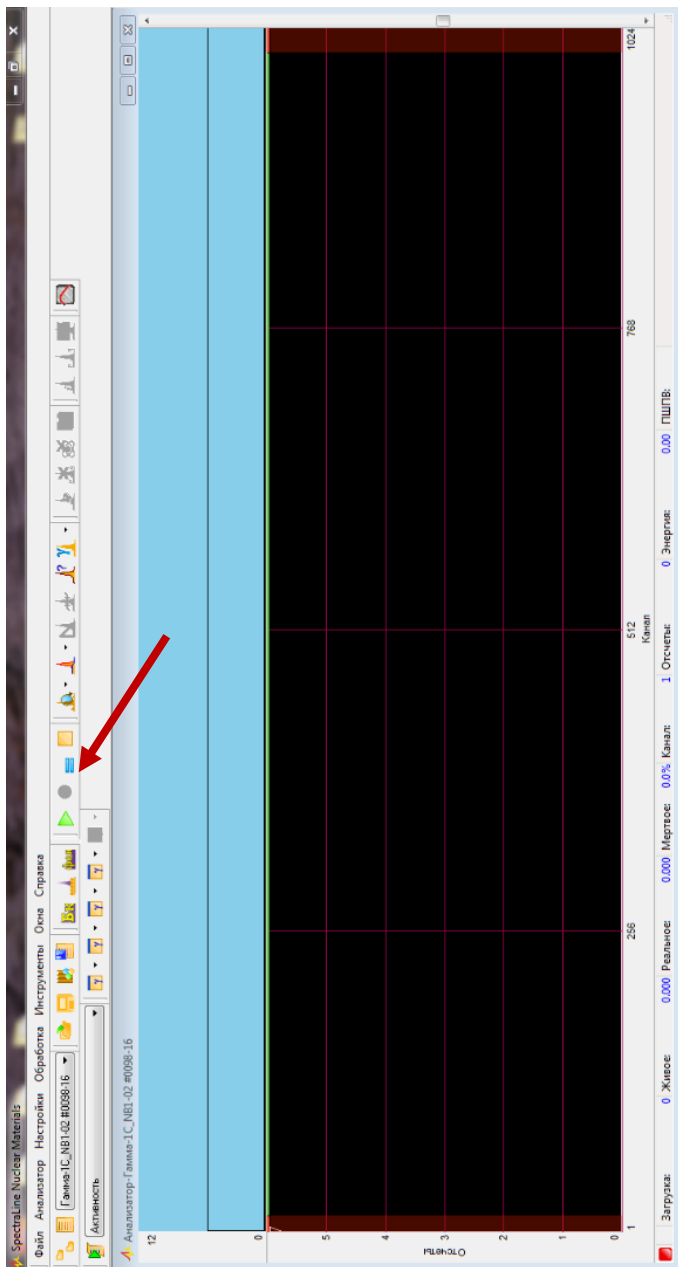 SpectraLine Nuclear Materials
Файл Анализатор Настройки Обработка Инструменты Окна Справка
Гамма-1С_NB1-02 #0098-16
Бк
Активность
Анализатор-Гамма-1С_NB1-02 #0098-16
12
0
Отсчеты
5
4
3
2
1
0
1 256 512 768 1024
Канал
Загрузка: 0 Живое: 0.000 Реальное: 0.000 Мертвое: 0.0% Канал: 1 Отсчеты: 0 Энергия: 0.00 ПШПВ: